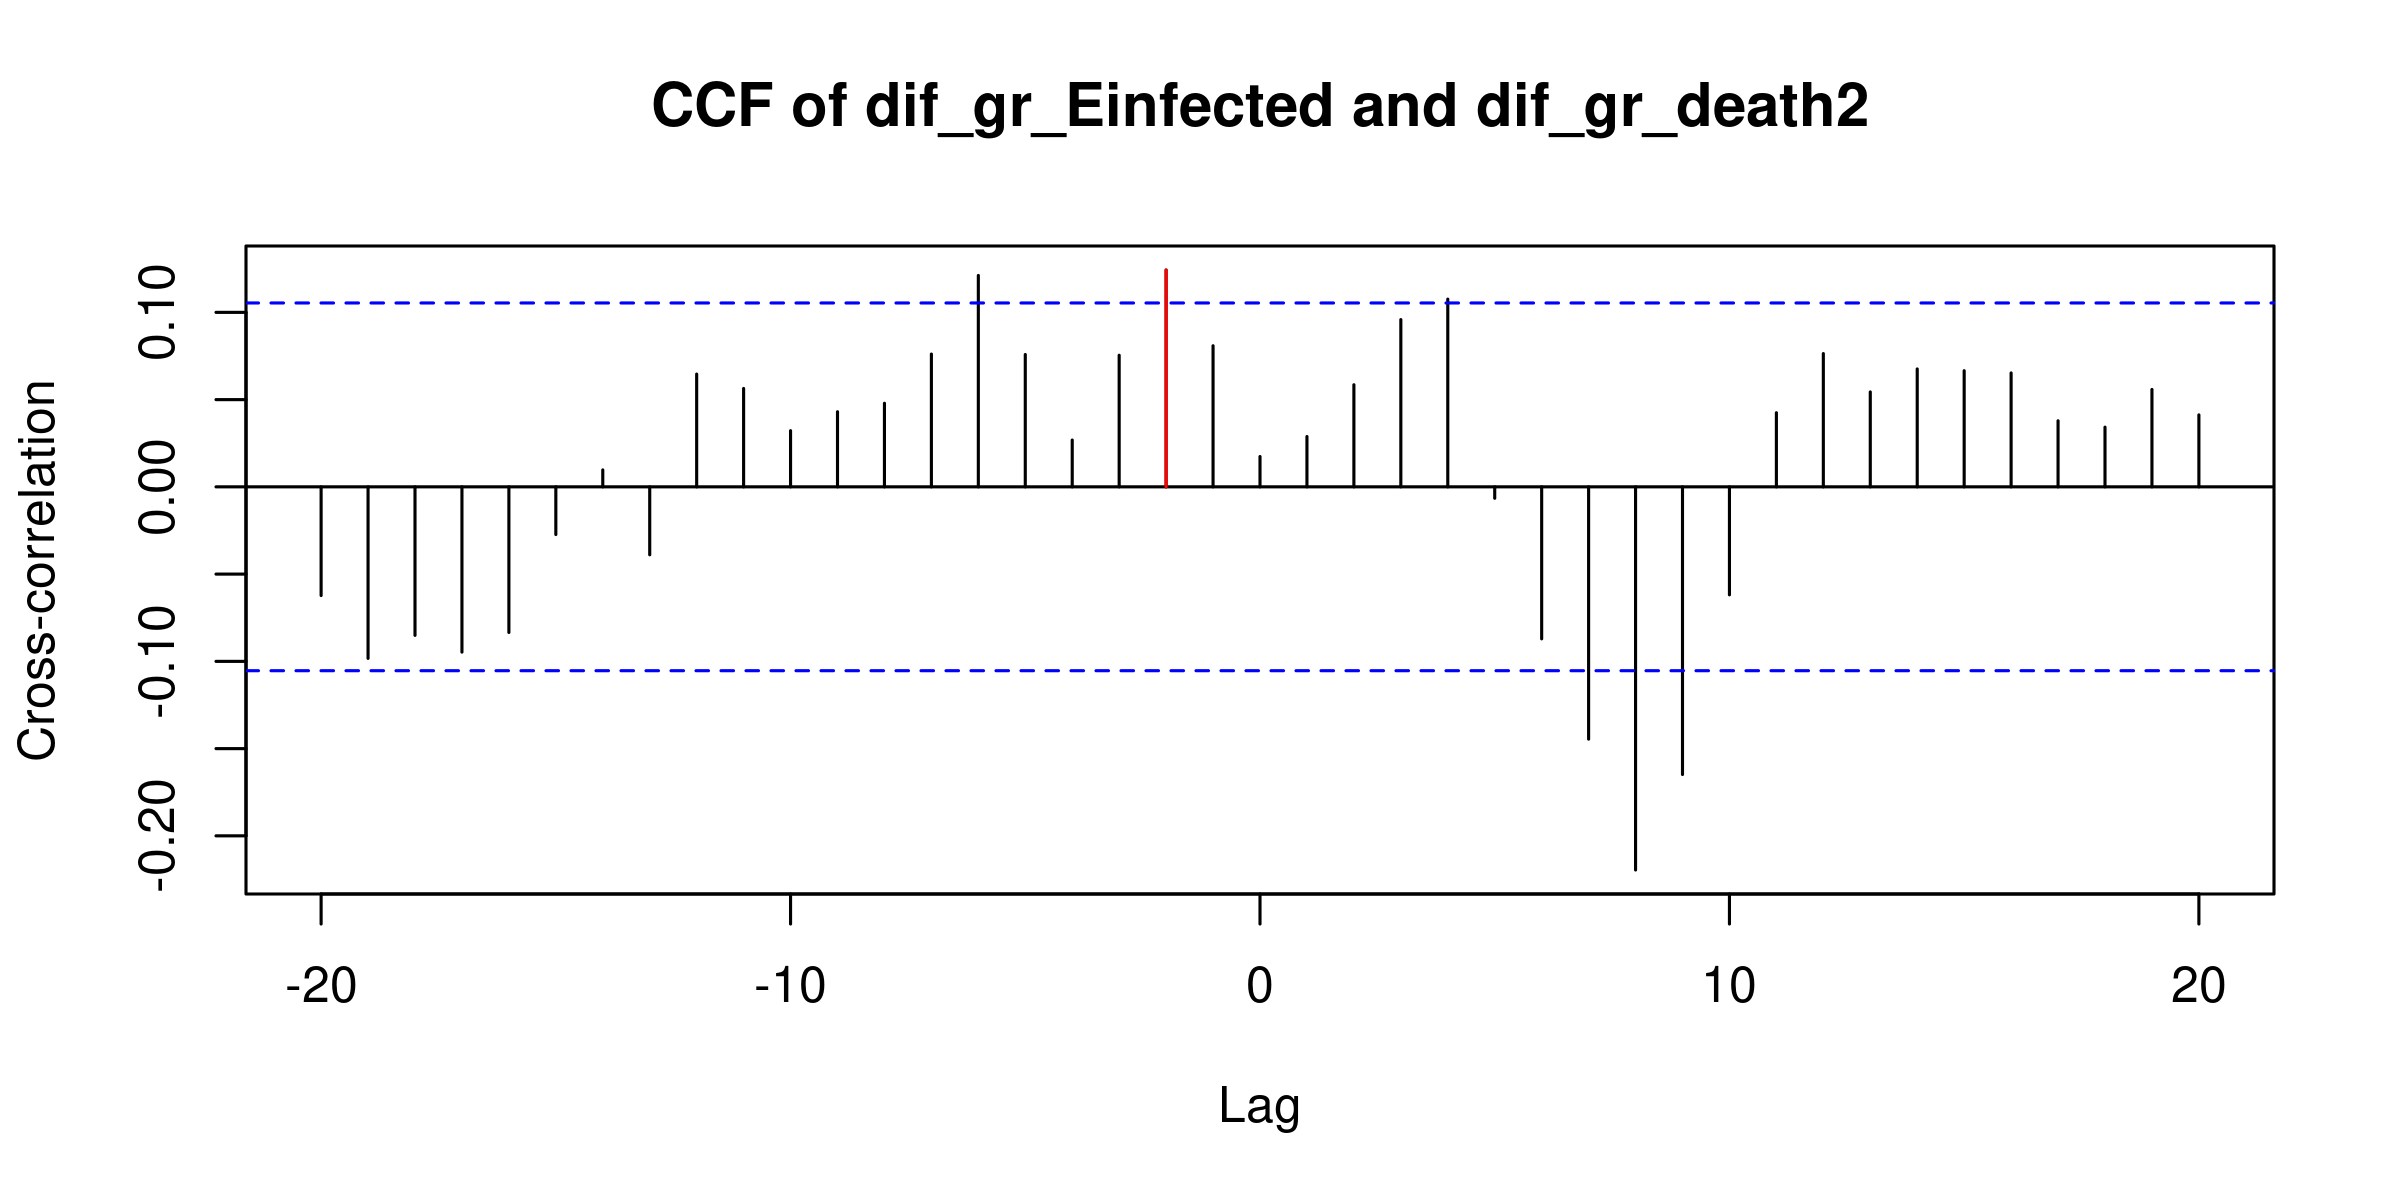 CCF of dif_gr_Einfected and dif_gr_death2
Cross-correlation
0.10
0.00
-0.10
-0.20
-20 -10 0 10 20
Lag